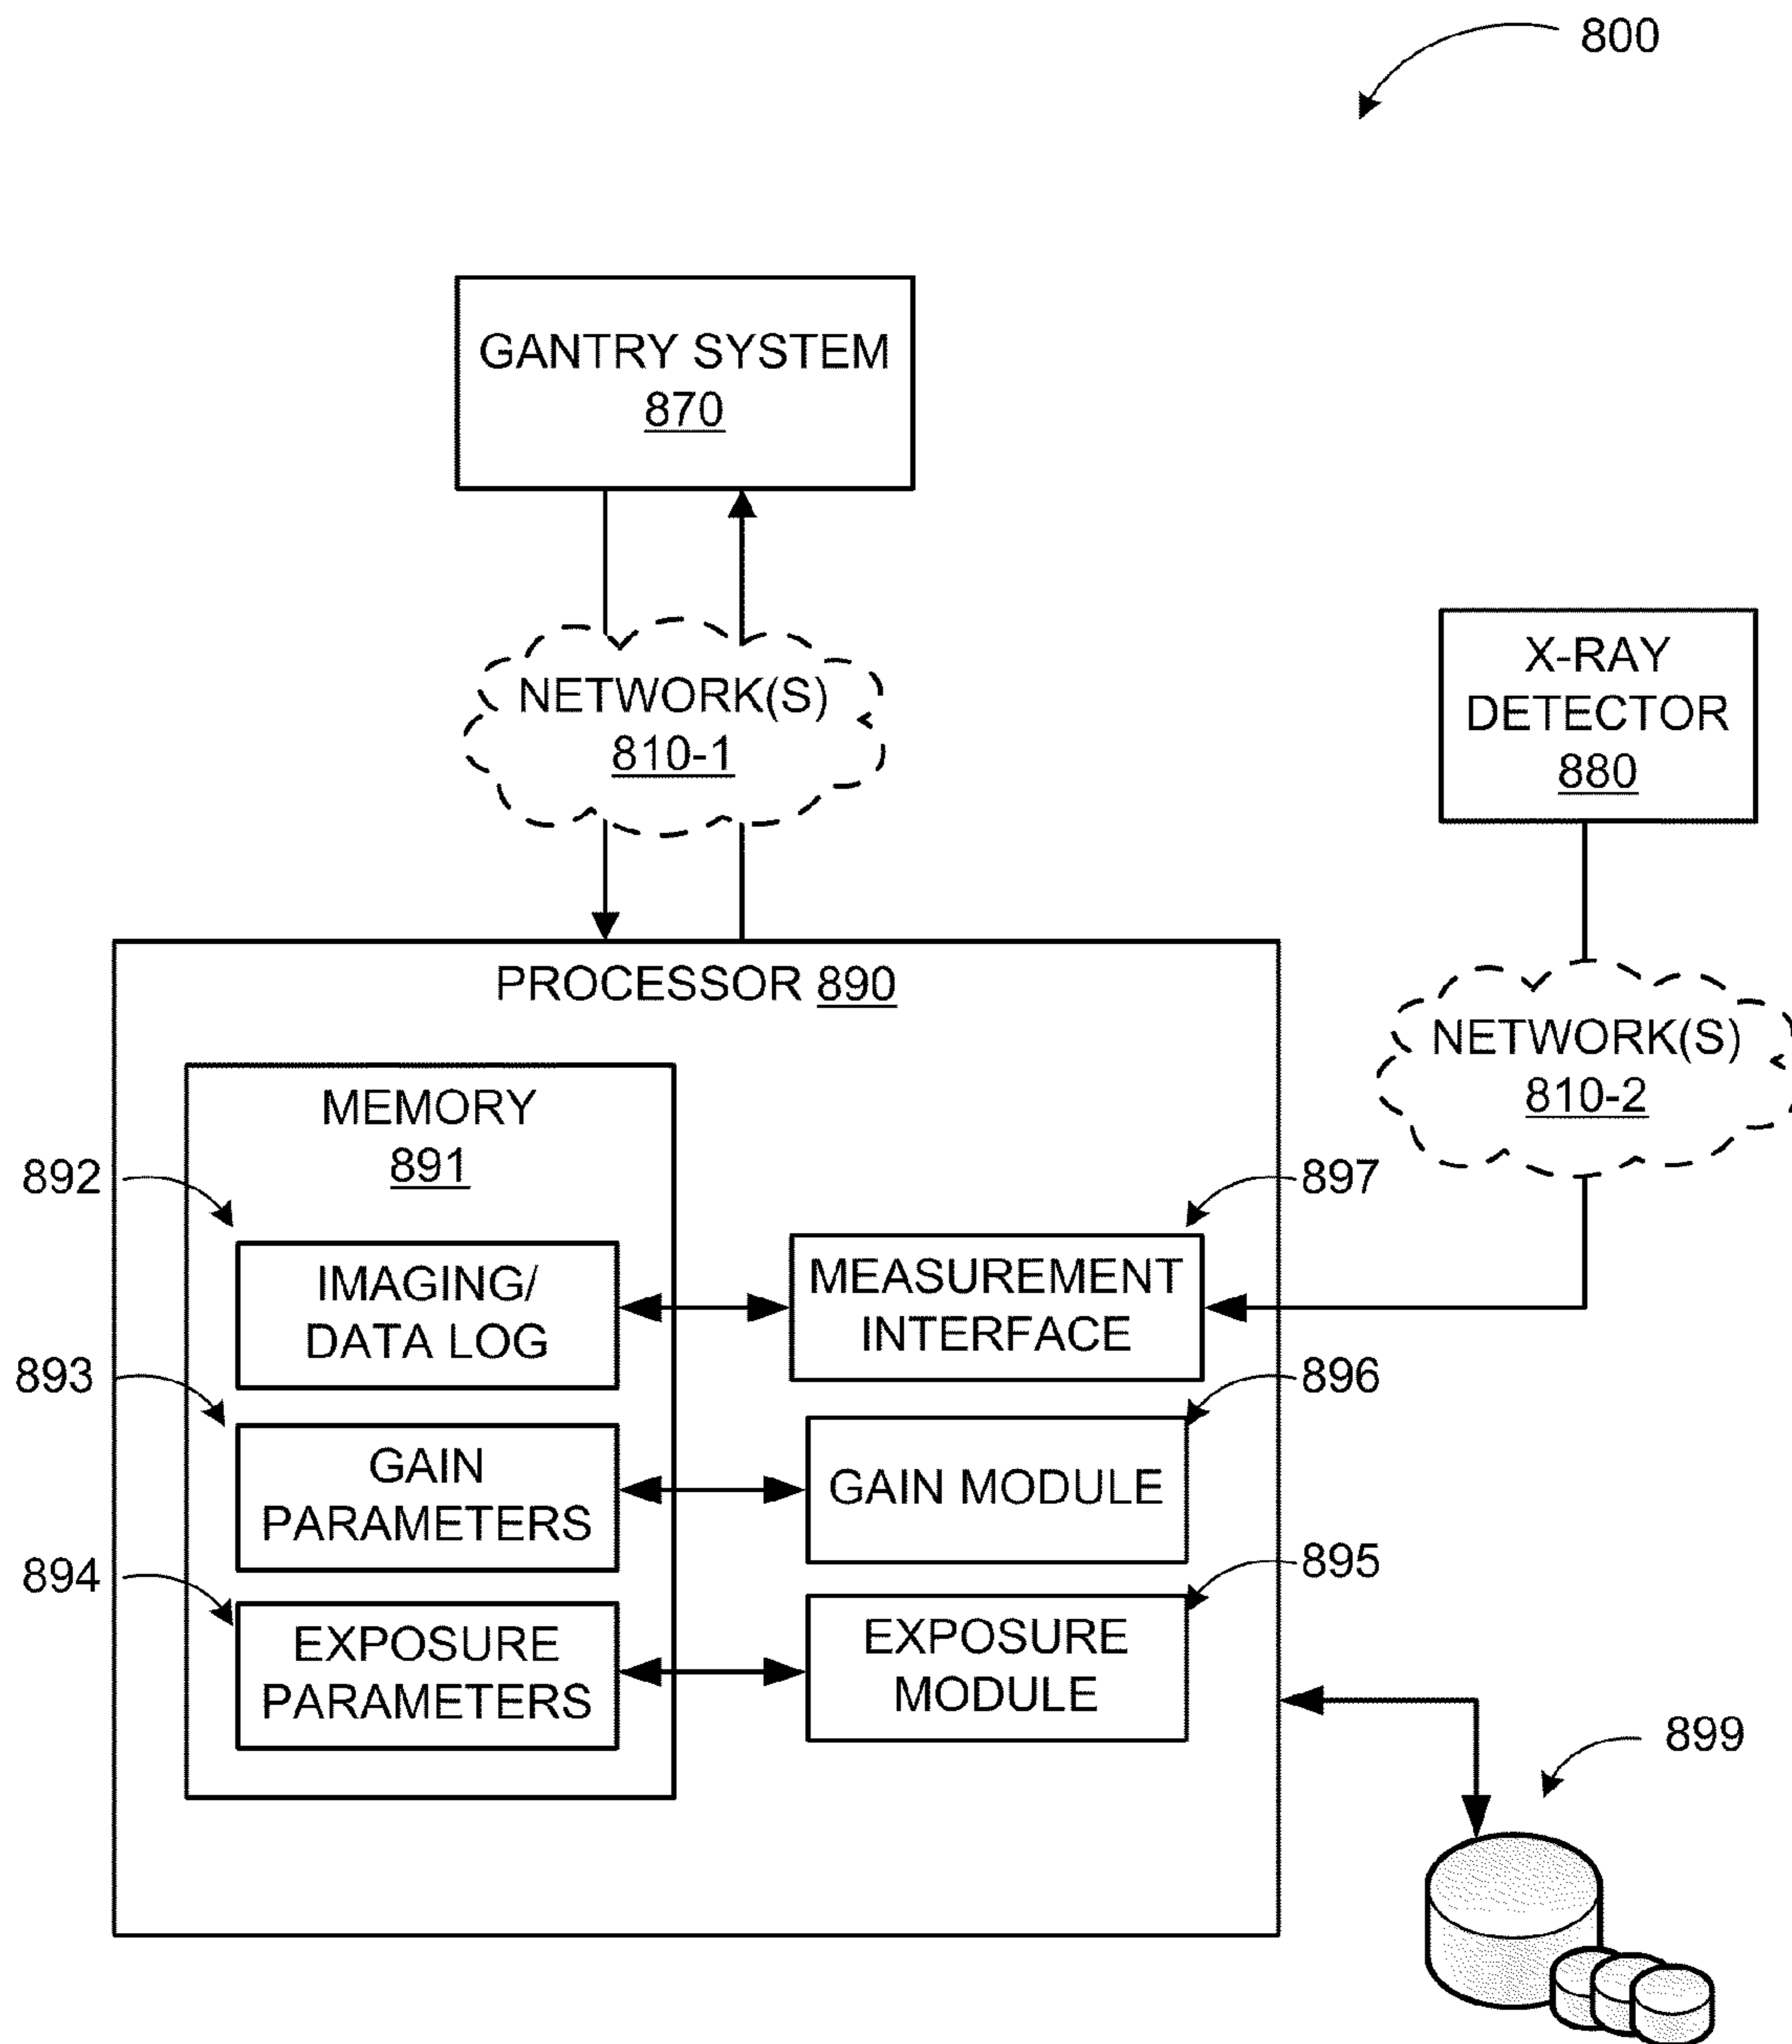 800
GANTRY SYSTEM
870
NETWORK(S)
810-1
X-RAY
DETECTOR
880
PROCESSOR 890
NETWORK(S)
810-2
MEMORY
891
892
897
IMAGING/
DATA LOG
MEASUREMENT
INTERFACE
893
896
GAIN
PARAMETERS
GAIN MODULE
894
895
EXPOSURE
PARAMETERS
EXPOSURE
MODULE
899